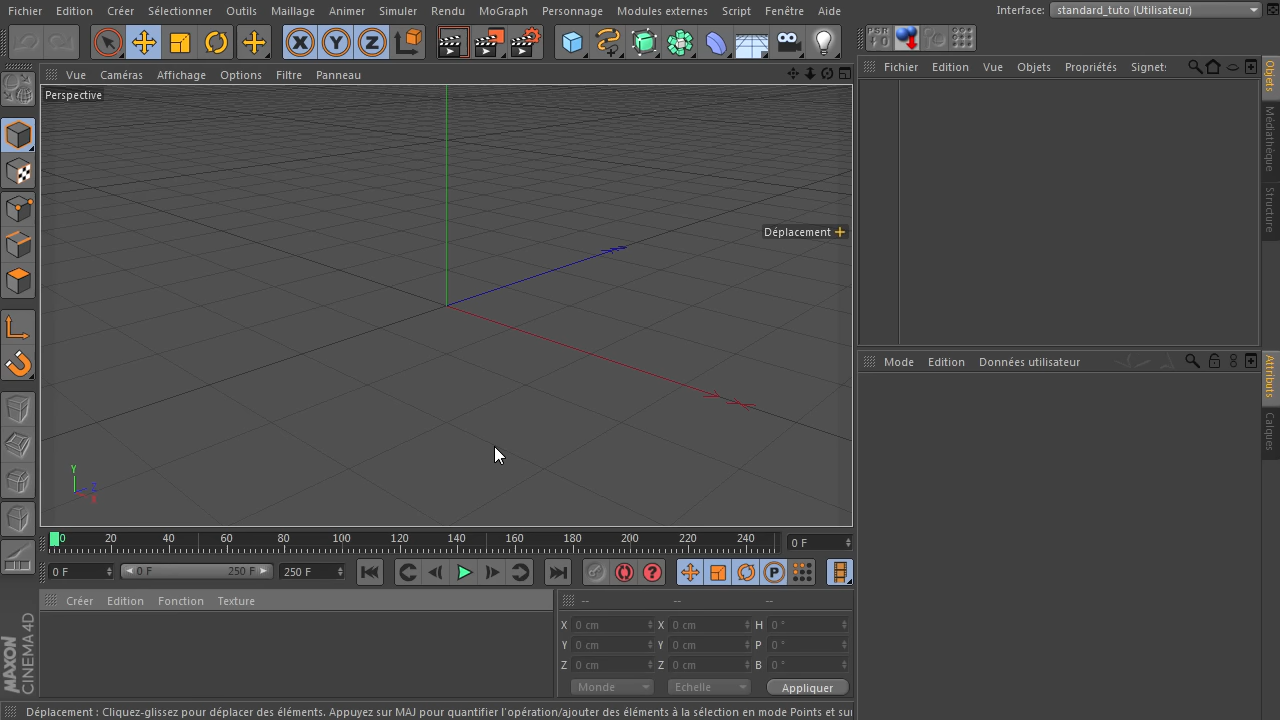 Fichier Edition Créer Sélectionner Outils Maillage Animer Simuler Rendu MoGraph Personnage Modules externes Script Fenêtre Aide Interface: standard_tuto (Utilisateur)
X Y Z PSR
Vue Caméras Affichage Options Filtre Panneau
Fichier Edition Vue Objets Propriétés Signets
Objets
Perspective
Médiathèque
Structure
Déplacement +
Mode Edition Données utilisateur
Attributs
Calques
Y
Z
X
0 20 40 60 80 100 120 140 160 180 200 220 240 0 F
0 F 0 F 250 F 250 F ? P
Créer Edition Fonction Texture -- -- --
X 0 cm X 0 cm H 0 °
Y 0 cm Y 0 cm P 0 °
Z 0 cm Z 0 cm B 0 °
Monde Echelle Appliquer
MAXON
CINEMA 4D
Déplacement : Cliquez-glissez pour déplacer des éléments. Appuyez sur MAJ pour quantifier l'opération/ajouter des éléments à la sélection en mode Points et sur